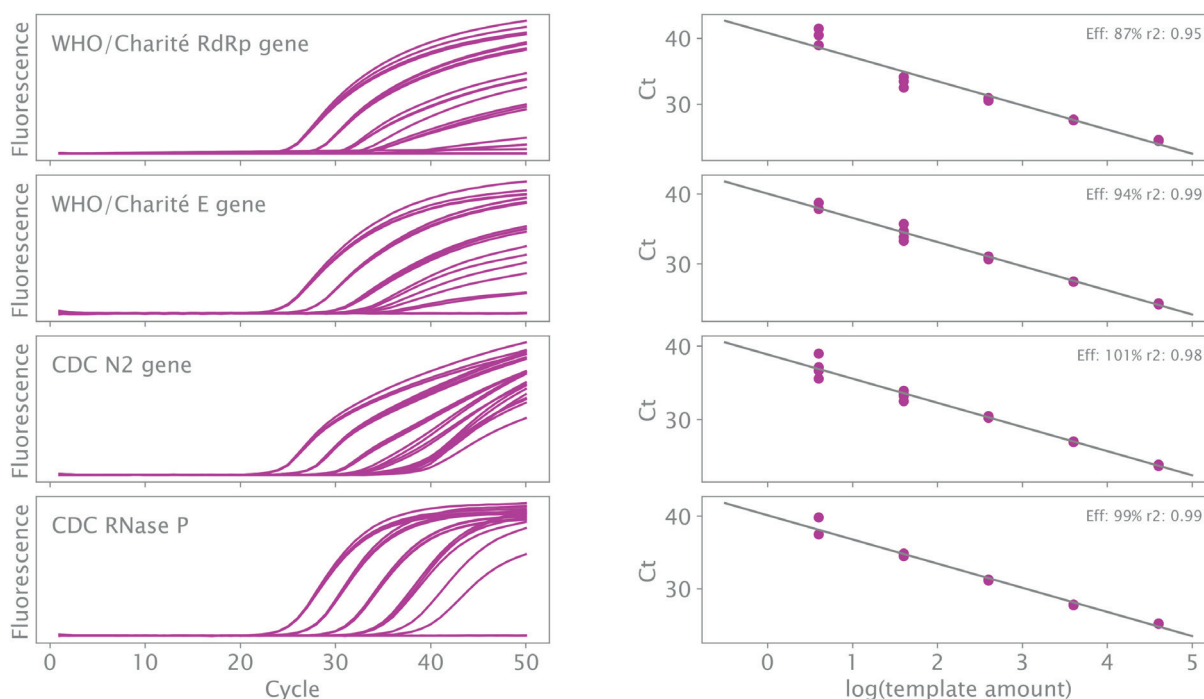 Fluorescence
WHO/Charité RdRp gene
Ct
40
30
Eff: 87% r2: 0.95
Fluorescence
WHO/Charité E gene
Ct
40
30
Eff: 94% r2: 0.99
Fluorescence
CDC N2 gene
Ct
40
30
Eff: 101% r2: 0.98
Fluorescence
CDC RNase P
Ct
40
30
Eff: 99% r2: 0.99
0 10 20 30 40 50
Cycle
0 1 2 3 4 5
log(template amount)